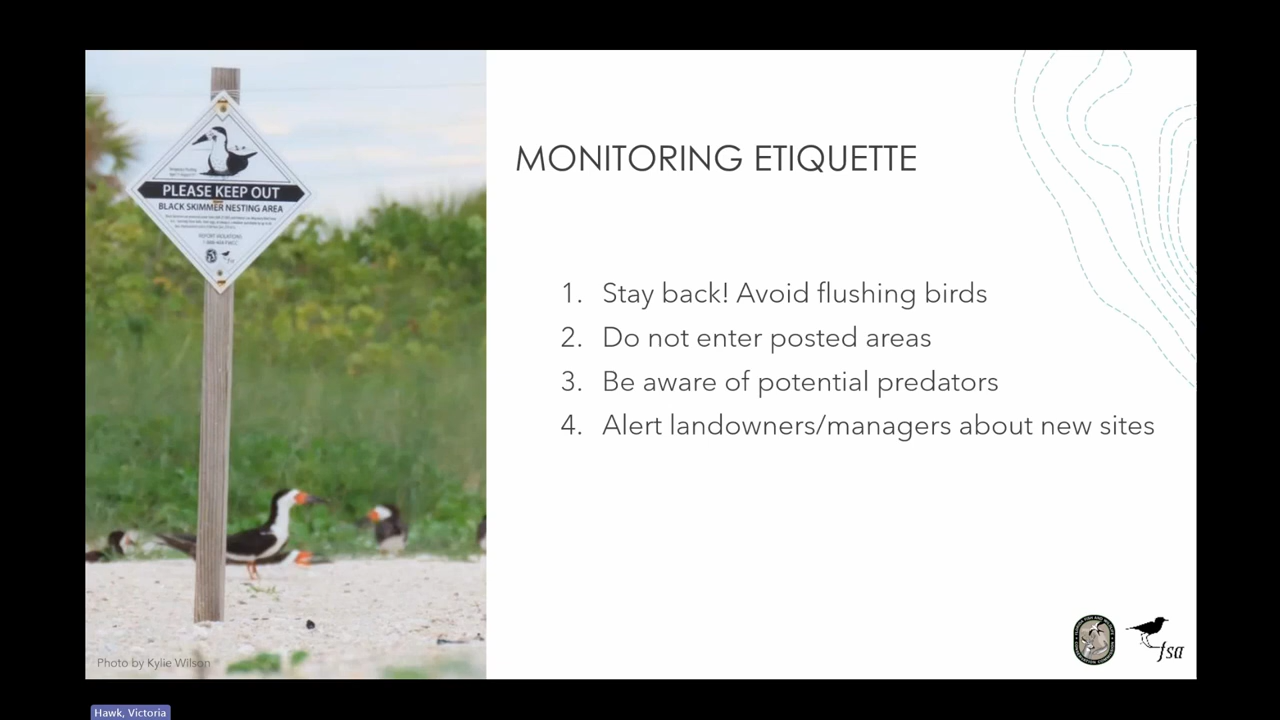 PLEASE KEEP OUT
BLACK SKIMMER NESTING AREA
REPORT VIOLATIONS
MONITORING ETIQUETTE
1. Stay back! Avoid flushing birds
2. Do not enter posted areas
3. Be aware of potential predators
4. Alert landowners/managers about new sites
fsa
Photo by Kylie Wilson
Hawk, Victoria